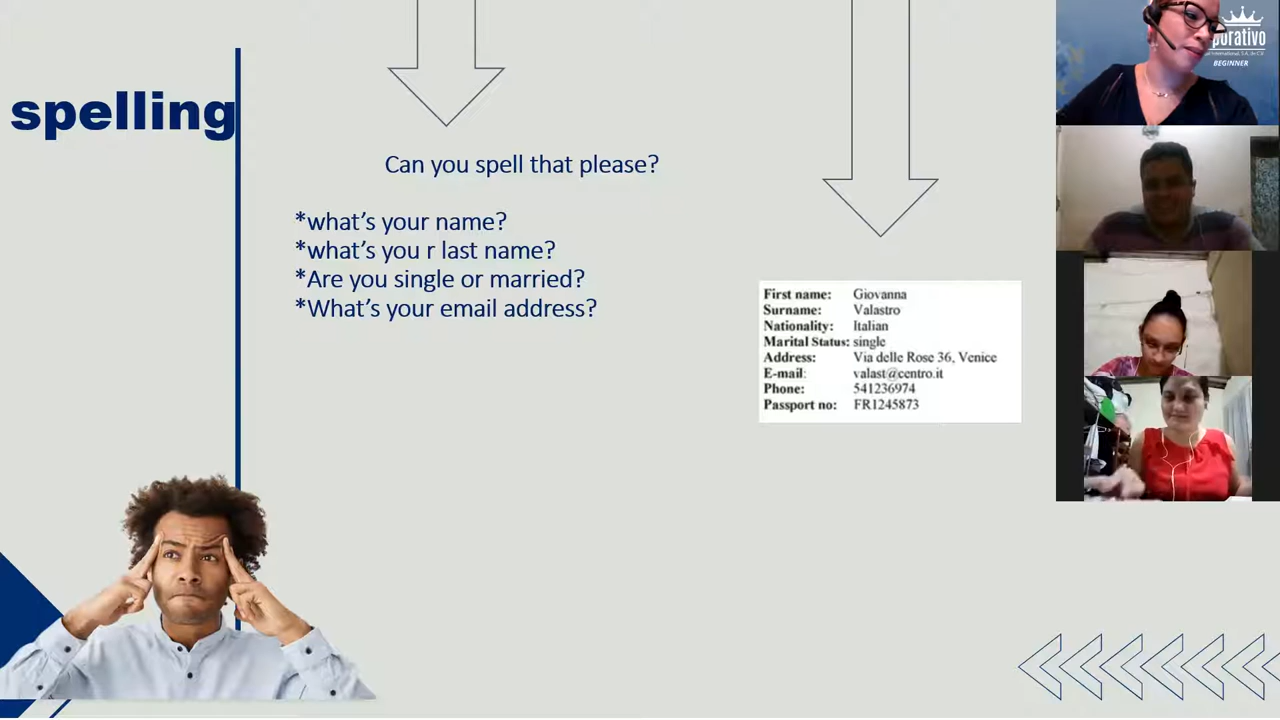 spelling
Can you spell that please?
*what's your name?
*what's you r last name?
*Are you single or married?
*What's your email address?
First name: Giovanna
Surname: Valastro
Nationality: Italian
Marital Status: single
Address: Via delle Rose 36, Venice
E-mail: valast@centro.it
Phone: 541236974
Passport no: FR1245873
BEGINNER